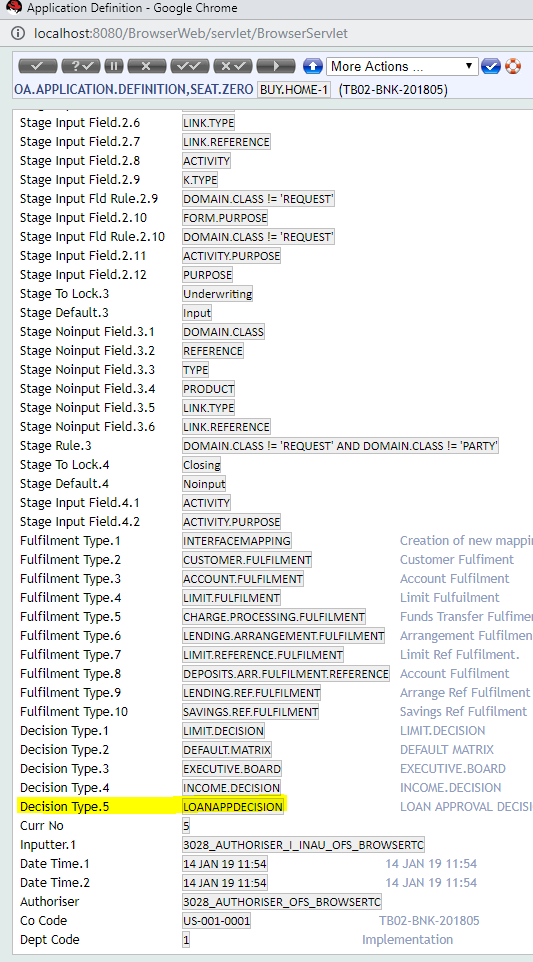 Application Definition - Google Chrome
localhost:8080/BrowserWeb/servlet/BrowserServlet
More Actions ...
OA.APPLICATION.DEFINITION,SEAT.ZERO BUY.HOME-1 (TB02-BNK-201805)
Stage Input Field.2.6 LINK.TYPE
Stage Input Field.2.7 LINK.REFERENCE
Stage Input Field.2.8 ACTIVITY
Stage Input Field.2.9 K.TYPE
Stage Input Fld Rule.2.9 DOMAIN.CLASS != 'REQUEST'
Stage Input Field.2.10 FORM.PURPOSE
Stage Input Fld Rule.2.10 DOMAIN.CLASS != 'REQUEST'
Stage Input Field.2.11 ACTIVITY.PURPOSE
Stage Input Field.2.12 PURPOSE
Stage To Lock.3 Underwriting
Stage Default.3 Input
Stage Noinput Field.3.1 DOMAIN.CLASS
Stage Noinput Field.3.2 REFERENCE
Stage Noinput Field.3.3 TYPE
Stage Noinput Field.3.4 PRODUCT
Stage Noinput Field.3.5 LINK.TYPE
Stage Noinput Field.3.6 LINK.REFERENCE
Stage Rule.3 DOMAIN.CLASS != 'REQUEST' AND DOMAIN.CLASS != 'PARTY'
Stage To Lock.4 Closing
Stage Default.4 Noinput
Stage Input Field.4.1 ACTIVITY
Stage Input Field.4.2 ACTIVITY.PURPOSE
Fulfilment Type.1 INTERFACEMAPPING Creation of new mappin
Fulfilment Type.2 CUSTOMER.FULFILMENT Customer Fulfiment
Fulfilment Type.3 ACCOUNT.FULFILMENT Account Fulfilment
Fulfilment Type.4 LIMIT.FULFILMENT Limit Fulfuilment
Fulfilment Type.5 CHARGE.PROCESSING.FULFILMENT Funds Transfer Fulfimen
Fulfilment Type.6 LENDING.ARRANGEMENT.FULFILMENT Arrangement Fulfilmen
Fulfilment Type.7 LIMIT.REFERENCE.FULFILMENT Limit Ref Fulfilment.
Fulfilment Type.8 DEPOSITS.ARR.FULFILMENT.REFERENCE Account Fulfilment
Fulfilment Type.9 LENDING.REF.FULFILMENT Arrange Ref Fulfilment
Fulfilment Type.10 SAVINGS.REF.FULFILMENT Savings Ref Fulfilment
Decision Type.1 LIMIT.DECISION LIMIT.DECISION
Decision Type.2 DEFAULT.MATRIX DEFAULT MATRIX
Decision Type.3 EXECUTIVE.BOARD EXECUTIVE.BOARD
Decision Type.4 INCOME.DECISION INCOME.DECISION
Decision Type.5 LOANAPPDECISION LOAN APPROVAL DECISI
Curr No 5
Inputter.1 3028_AUTHORISER_I_INAU_OFS_BROWSERTC
Date Time.1 14 JAN 19 11:54 14 JAN 19 11:54
Date Time.2 14 JAN 19 11:54 14 JAN 19 11:54
Authoriser 3028_AUTHORISER_OFS_BROWSERTC
Co Code US-001-0001 TB02-BNK-201805
Dept Code 1 Implementation